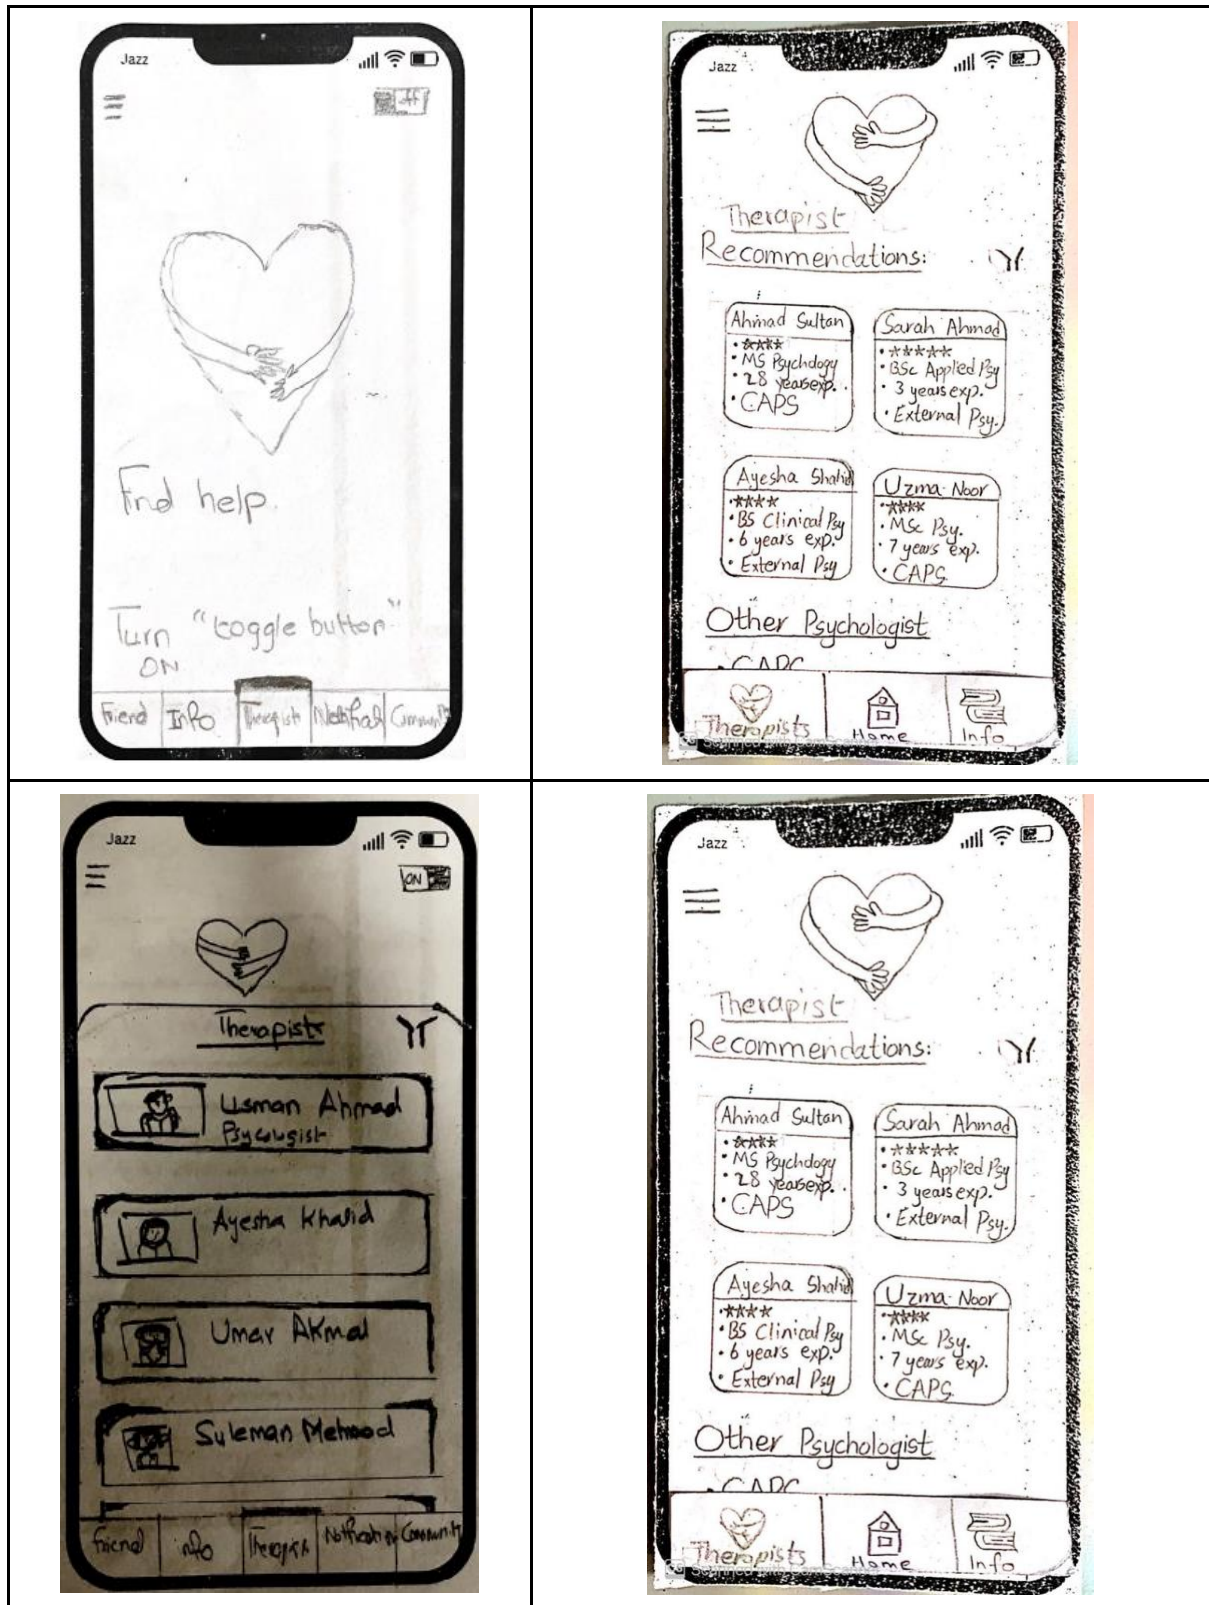 Jazz
off
Find help.
Turn "toggle button"
ON
Friend Info Therapists
Jazz
Therapist
Recommendations:
Ahmad Sultan
• ****
• MS Psychology
• 28 years exp.
• CAPS
Sarah Ahmad
• *****
• BSc Applied Psy
• 3 years exp.
• External Psy.
Ayesha Shahid
• ****
• BS Clinical Psy
• 6 years exp.
• External Psy
Uzma Noor
• ****
• MSc Psy.
• 7 years exp.
• CAPS
Other Psychologist
• CAPC
Therapists Home Info
Jazz
ON
Therapists
Usman Ahmad
Psycologist
Ayesha Khalid
Umar Akmal
Suleman Mehmood
Friend info Therapist Notification Community
Jazz
Therapist
Recommendations:
Ahmad Sultan
• ****
• MS Psychology
• 28 years exp.
• CAPS
Sarah Ahmad
• *****
• BSc Applied Psy
• 3 years exp.
• External Psy.
Ayesha Shahid
• ****
• BS Clinical Psy
• 6 years exp.
• External Psy
Uzma Noor
• ****
• MSc Psy.
• 7 years exp.
• CAPS
Other Psychologist
• CAPC
Therapists Home Info